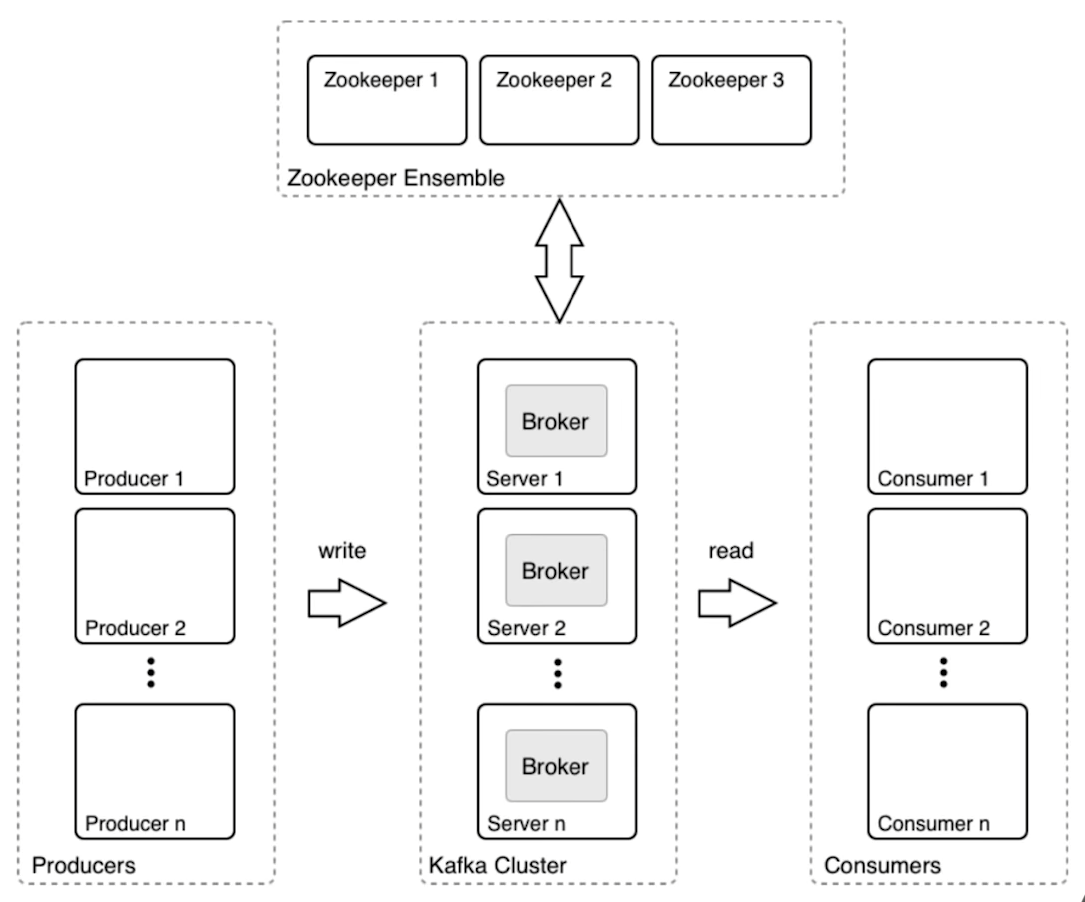 Zookeeper 1
Zookeeper 2
Zookeeper 3
Zookeeper Ensemble
Producer 1
Producer 2
Producer n
Producers
write
Broker
Server 1
Broker
Server 2
Broker
Server n
Kafka Cluster
read
Consumer 1
Consumer 2
Consumer n
Consumers